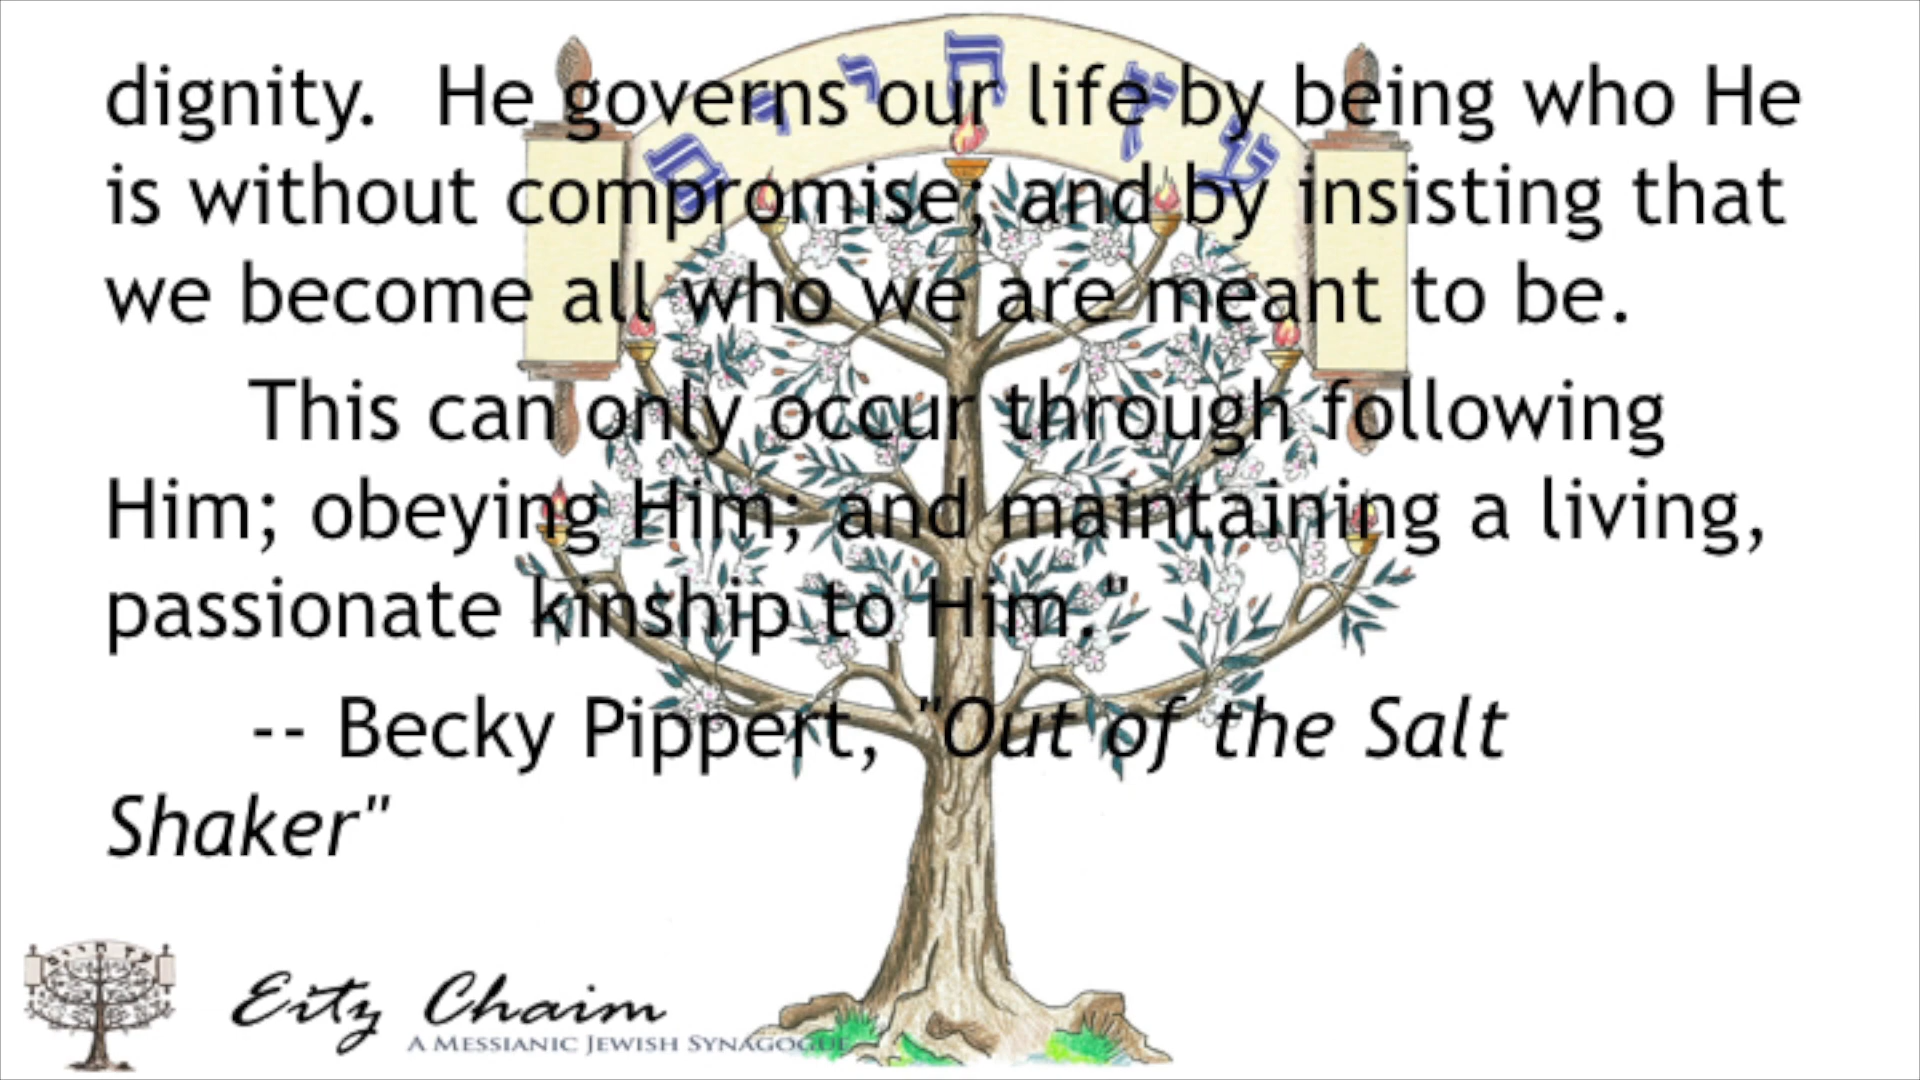 עץ חיים
dignity.  He governs our life by being who He
is without compromise; and by insisting that
we become all who we are meant to be.
This can only occur through following
Him; obeying Him; and maintaining a living,
passionate kinship to Him."
-- Becky Pippert, "Out of the Salt
Shaker"
Eitz Chaim
A MESSIANIC JEWISH SYNAGOGUE